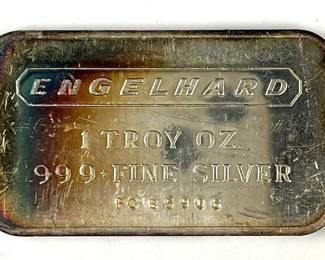 ENGELHARD
1 TROY OZ.
999+ FINE SILVER